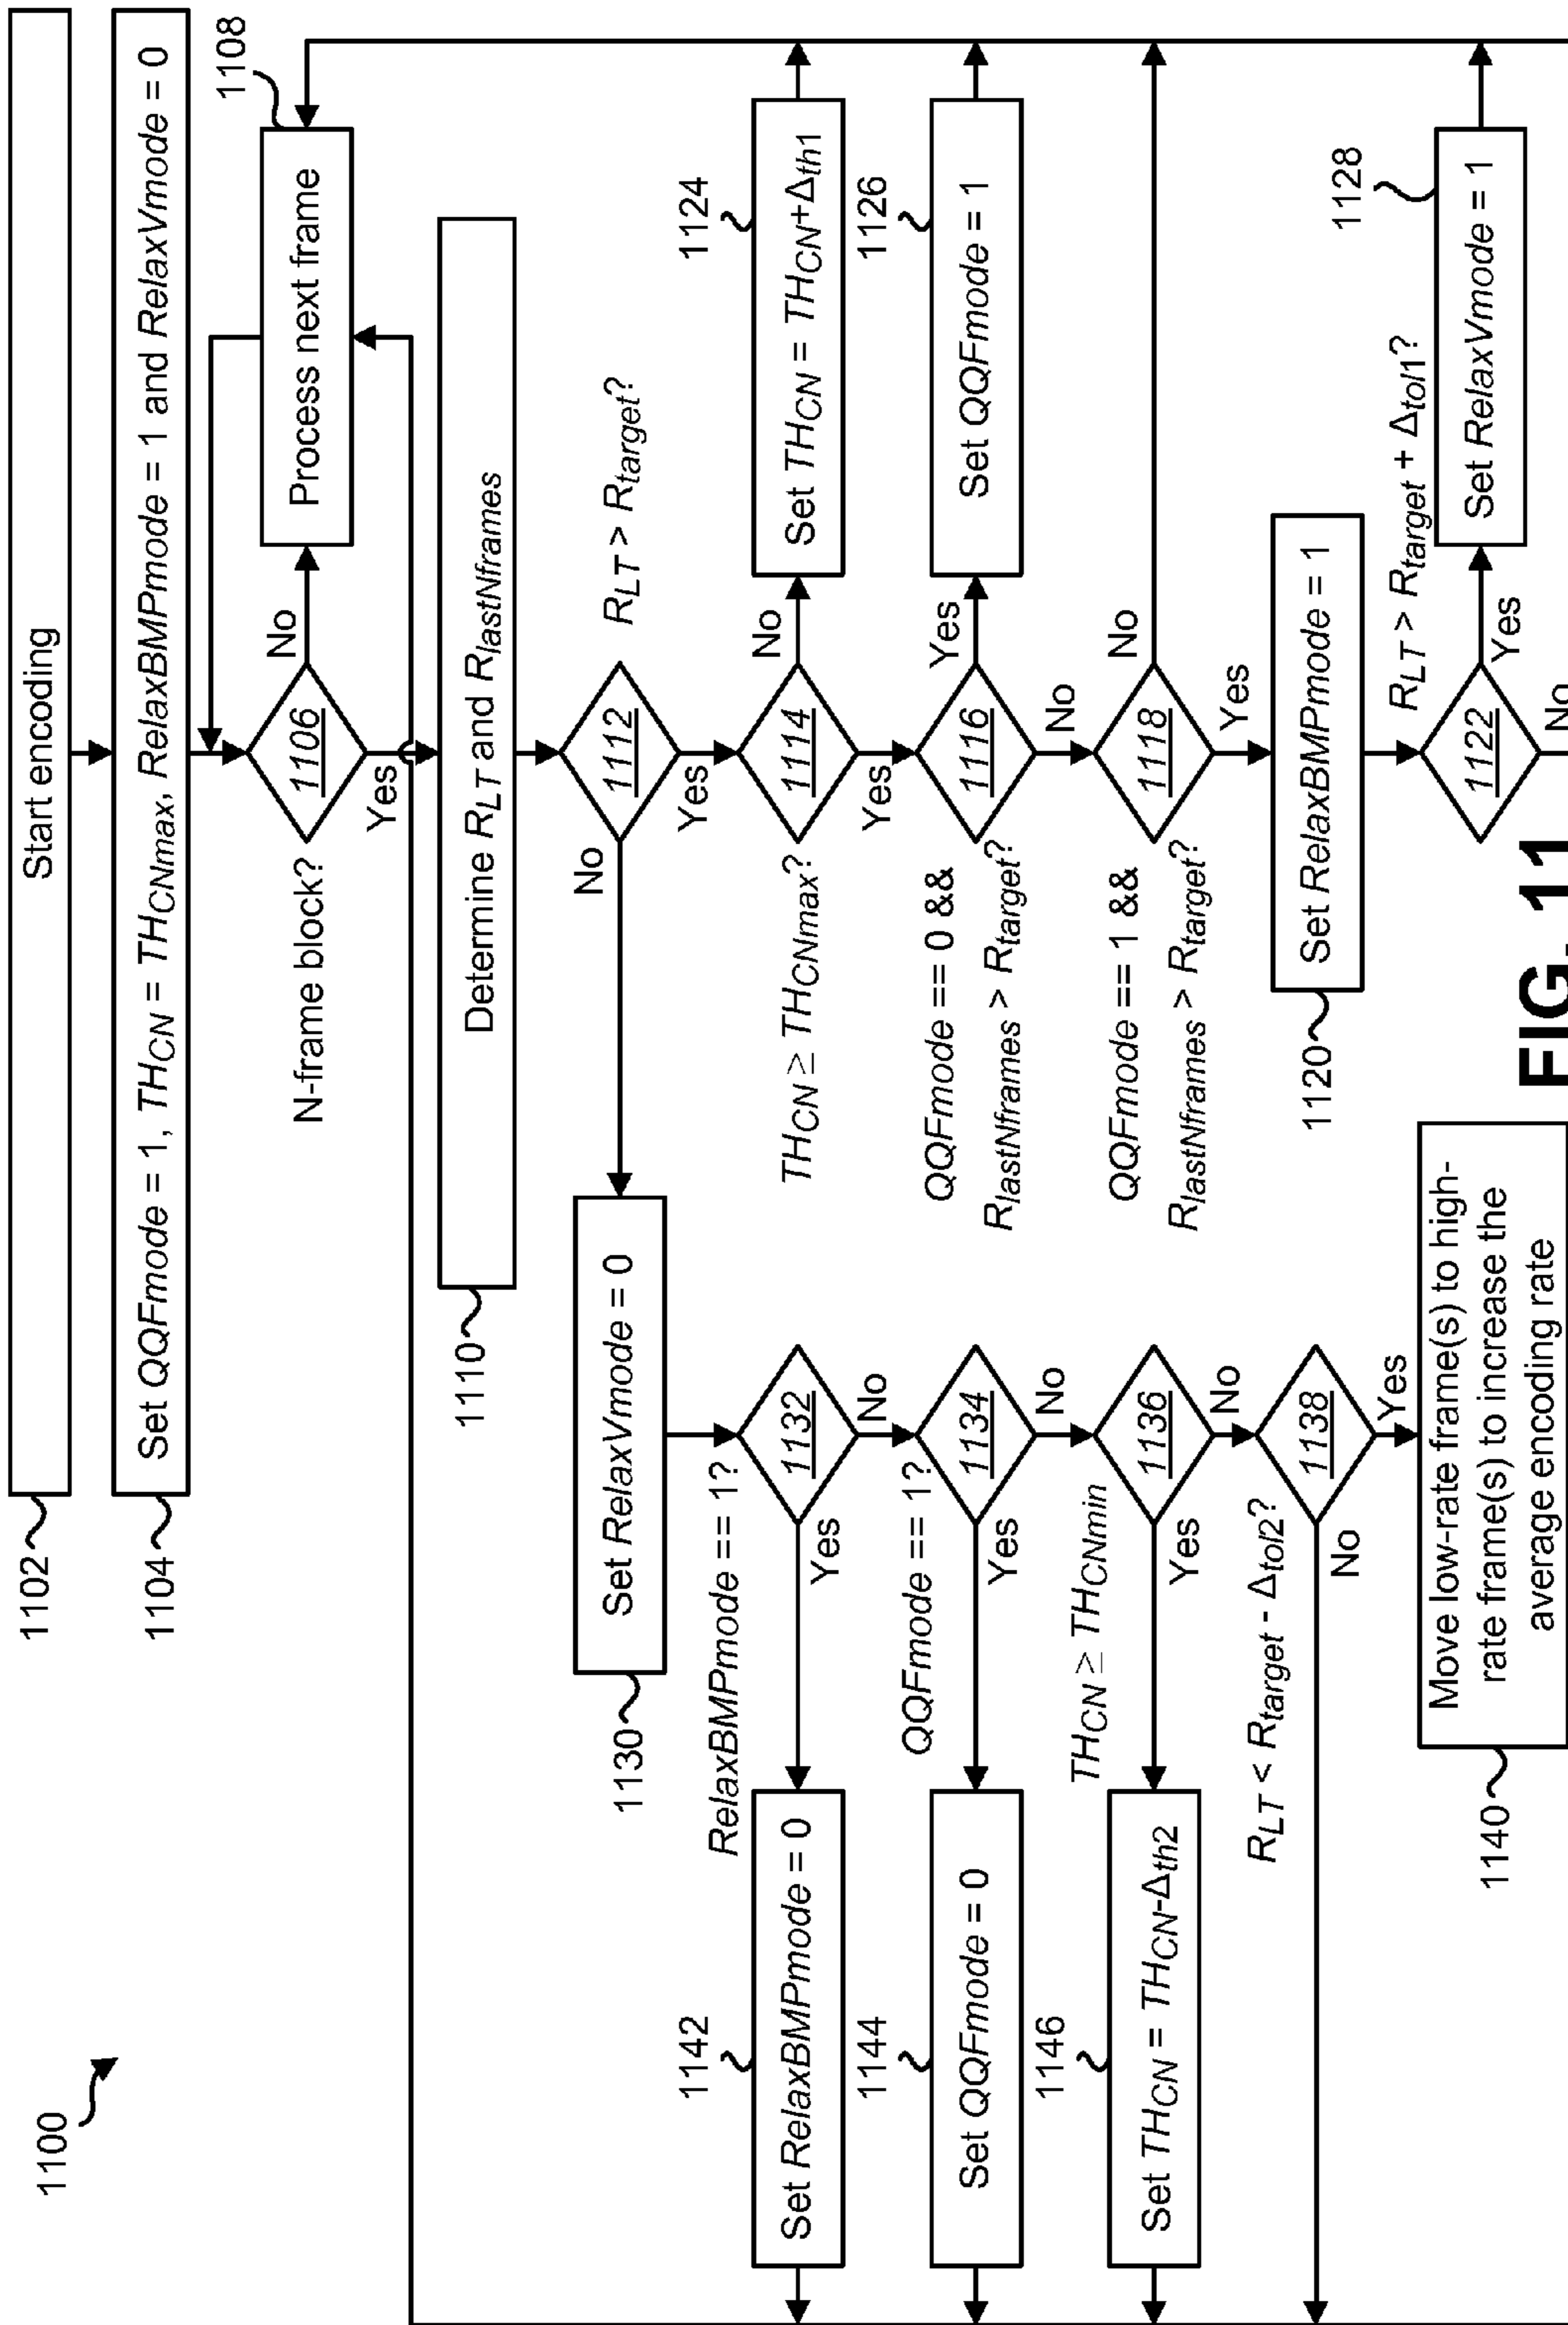 1100
1102
Start encoding
1104
Set QQFmode = 1, TH_CN = TH_CNmax, RelaxBMPmode = 1 and RelaxVmode = 0
N-frame block?
1106
No
Yes
1108
Process next frame
1110
Determine R_LT and R_lastNframes
1112
R_LT > R_target?
No
Yes
TH_CN ≥ TH_CNmax?
1114
No
Yes
1124
Set TH_CN = TH_CN+Δth1
QQFmode == 0 &&
R_lastNframes > R_target?
1116
Yes
No
1126
Set QQFmode = 1
QQFmode == 1 &&
R_lastNframes > R_target?
1118
No
Yes
1120
Set RelaxBMPmode = 1
R_LT > R_target + Δtol1?
1122
Yes
No
1128
Set RelaxVmode = 1
1130
Set RelaxVmode = 0
RelaxBMPmode == 1?
1132
Yes
No
1142
Set RelaxBMPmode = 0
QQFmode == 1?
1134
Yes
No
1144
Set QQFmode = 0
TH_CN ≥ TH_CNmin
1136
Yes
No
1146
Set TH_CN = TH_CN-Δth2
R_LT < R_target - Δtol2?
1138
No
Yes
1140
Move low-rate frame(s) to high-
rate frame(s) to increase the
average encoding rate
FIG. 11